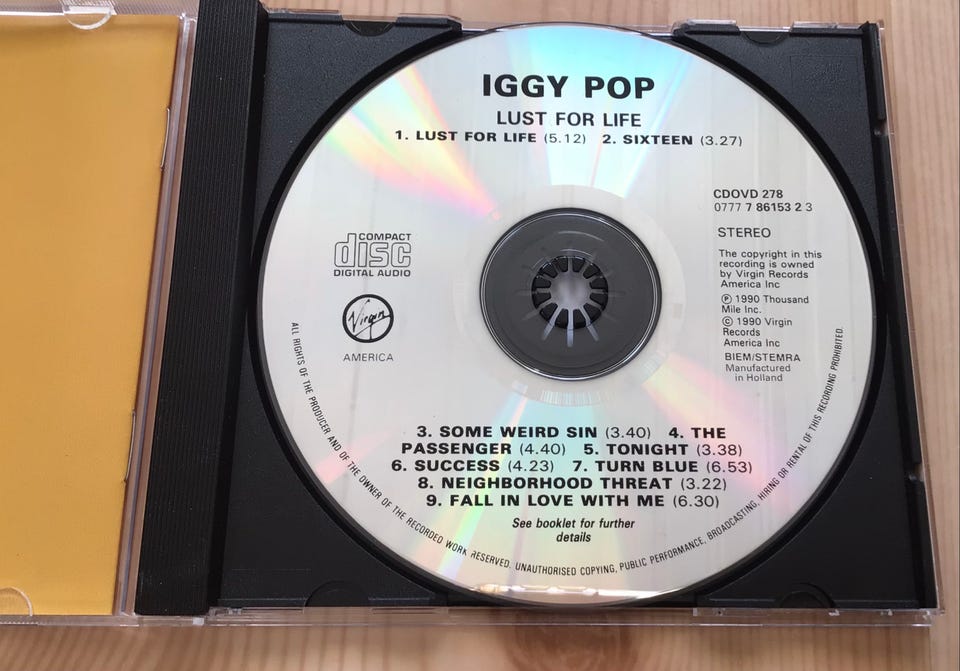 IGGY POP
LUST FOR LIFE
1. LUST FOR LIFE (5.12) 2. SIXTEEN (3.27)
CDOVD 278
0777 7 86153 2 3
STEREO
The copyright in this
recording is owned
by Virgin Records
America Inc
Ⓟ 1990 Thousand
Mile Inc.
© 1990 Virgin
Records
America Inc
BIEM/STEMRA
Manufactured
in Holland
COMPACT
disc
DIGITAL AUDIO
Virgin
AMERICA
3. SOME WEIRD SIN (3.40) 4. THE
PASSENGER (4.40) 5. TONIGHT (3.38)
6. SUCCESS (4.23) 7. TURN BLUE (6.53)
8. NEIGHBORHOOD THREAT (3.22)
9. FALL IN LOVE WITH ME (6.30)
See booklet for further
details
ALL RIGHTS OF THE PRODUCER AND OF THE OWNER OF THE RECORDED WORK RESERVED. UNAUTHORISED COPYING, PUBLIC PERFORMANCE, BROADCASTING, HIRING OR RENTAL OF THIS RECORDING PROHIBITED.